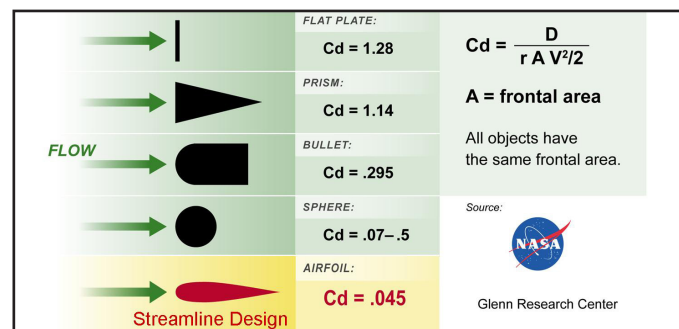 FLAT PLATE:
Cd = 1.28
PRISM:
Cd = 1.14
FLOW
BULLET:
Cd = .295
SPHERE:
Cd = .07–.5
AIRFOIL:
Cd = .045
Streamline Design
Cd = D
r A V²/2
A = frontal area
All objects have
the same frontal area.
Source:
NASA
Glenn Research Center